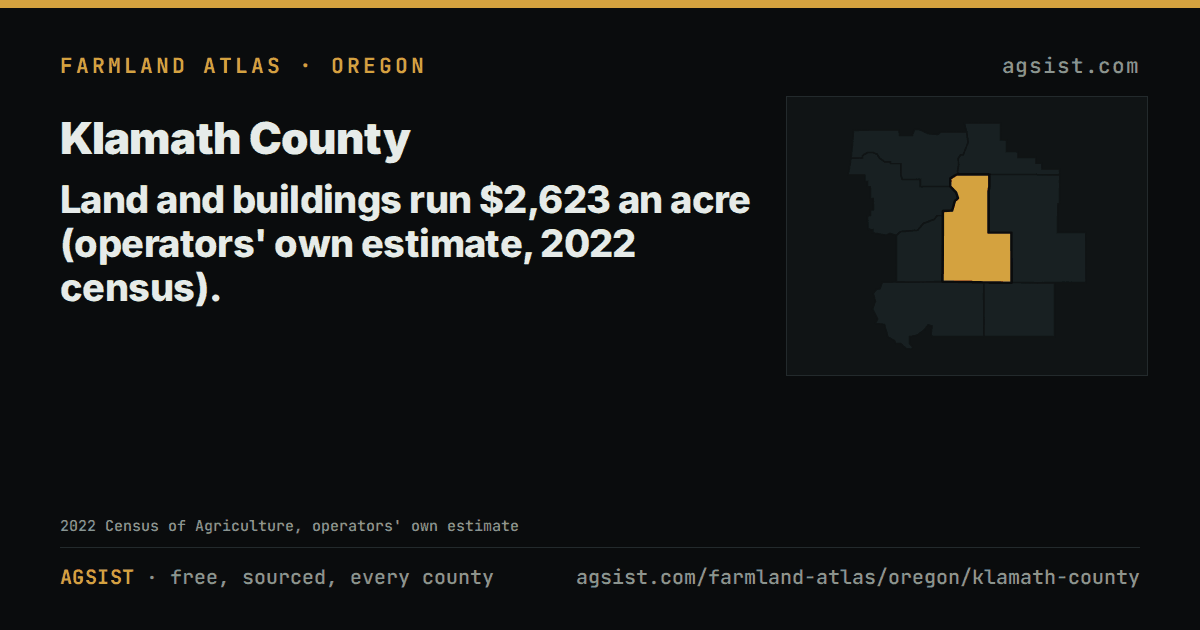 FARMLAND ATLAS · OREGON
agsist.com
Klamath County
Land and buildings run $2,623 an acre
(operators' own estimate, 2022
census).
2022 Census of Agriculture, operators' own estimate
AGSIST · free, sourced, every county
agsist.com/farmland-atlas/oregon/klamath-county